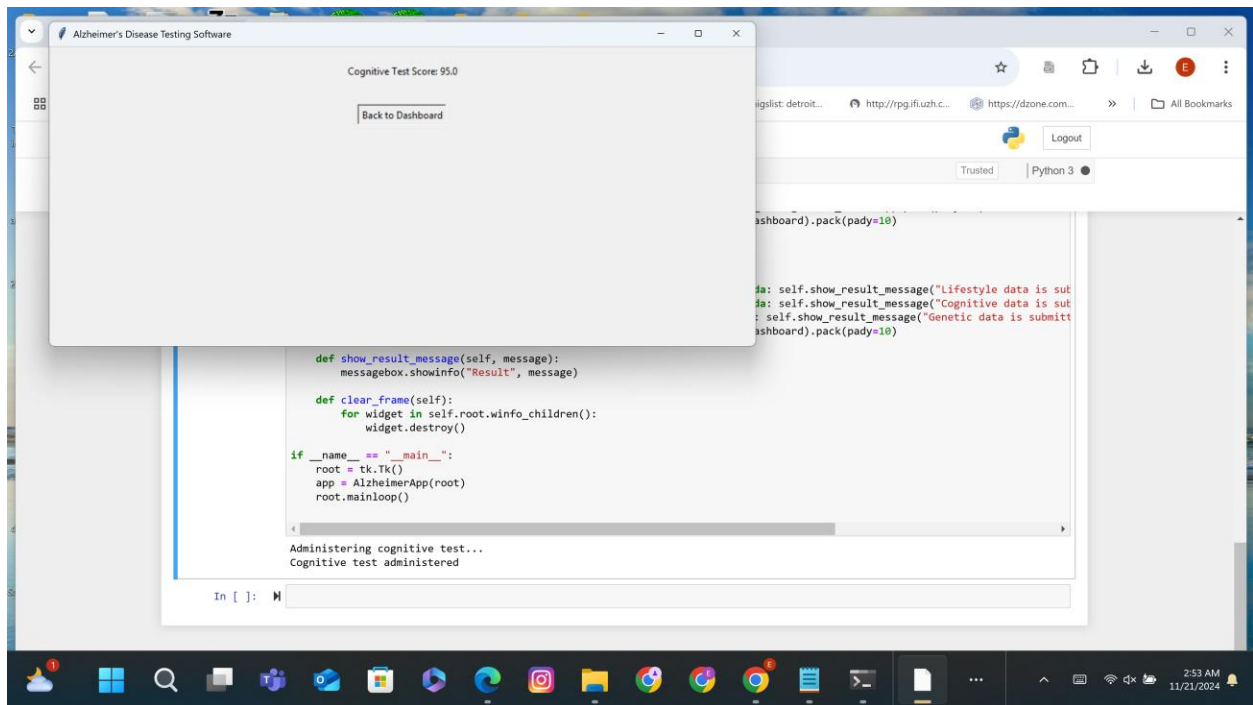 Alzheimer's Disease Testing Software
Cognitive Test Score: 95.0
Back to Dashboard
igslist: detroit...
http://rpg.ifi.uzh.c...
https://dzone.com...
»
All Bookmarks
E
Logout
Trusted
Python 3
ashboard).pack(pady=10)
da: self.show_result_message("Lifestyle data is sub
da: self.show_result_message("Cognitive data is sub
: self.show_result_message("Genetic data is submitt
ashboard).pack(pady=10)
def show_result_message(self, message):
messagebox.showinfo("Result", message)
def clear_frame(self):
for widget in self.root.winfo_children():
widget.destroy()
if __name__ == "__main__":
root = tk.Tk()
app = AlzheimerApp(root)
root.mainloop()
Administering cognitive test...
Cognitive test administered
In [ ]:
1
E
2:53 AM
11/21/2024